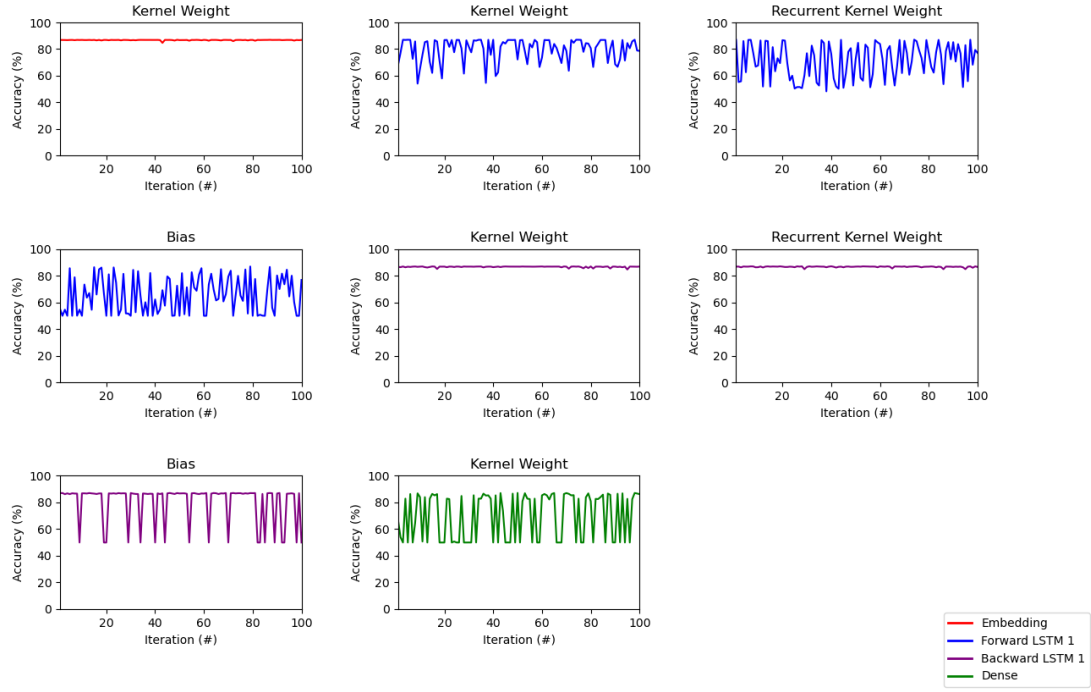 Kernel Weight
Kernel Weight
Recurrent Kernel Weight
100
80
60
40
20
0
Accuracy (%)
20 40 60 80 100
Iteration (#)
100
80
60
40
20
0
Accuracy (%)
20 40 60 80 100
Iteration (#)
100
80
60
40
20
0
Accuracy (%)
20 40 60 80 100
Iteration (#)
Bias
Kernel Weight
Recurrent Kernel Weight
100
80
60
40
20
0
Accuracy (%)
20 40 60 80 100
Iteration (#)
100
80
60
40
20
0
Accuracy (%)
20 40 60 80 100
Iteration (#)
100
80
60
40
20
0
Accuracy (%)
20 40 60 80 100
Iteration (#)
Bias
Kernel Weight
100
80
60
40
20
0
Accuracy (%)
20 40 60 80 100
Iteration (#)
100
80
60
40
20
0
Accuracy (%)
20 40 60 80 100
Iteration (#)
Embedding
Forward LSTM 1
Backward LSTM 1
Dense